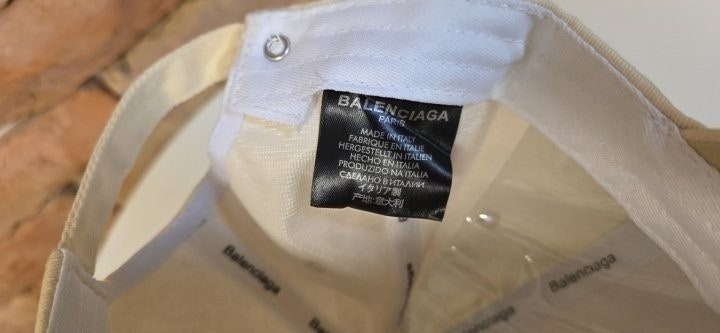 BALENCIAGA
PARIS
MADE IN ITALY
FABRIQUE EN ITALIE
HERGESTELLT IN ITALIEN
HECHO EN ITALIA
PRODUZIDO NA ITALIA
СДЕЛАНО В ИТАЛИИ
イタリア製
产地:意大利
Balenciaga
Balenciaga